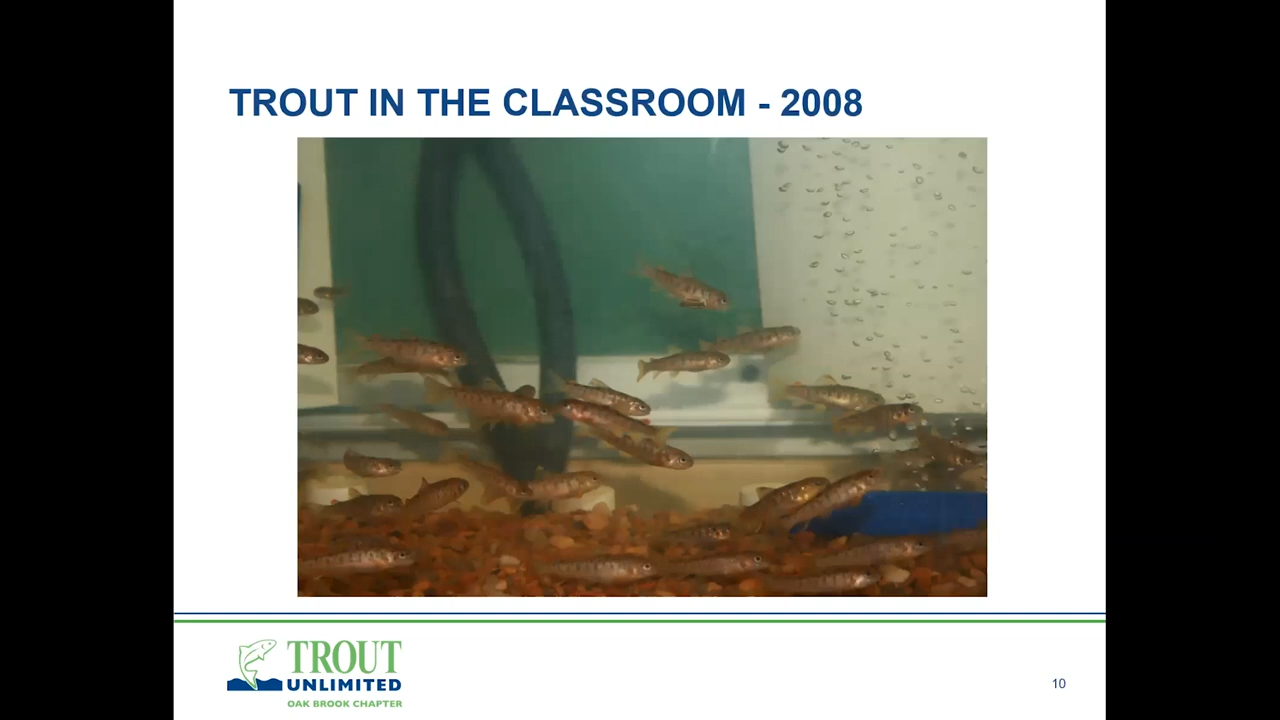 TROUT IN THE CLASSROOM - 2008
TROUT
UNLIMITED
OAK BROOK CHAPTER
10